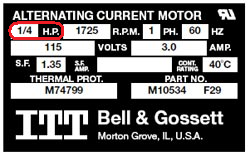 ALTERNATING CURRENT MOTOR
1/4 H.P. 1725 R.P.M. 1 PH. 60 HZ
115 VOLTS 3.0 AMP.
S.F. 1.35 S.F. AMP. CONT. RATING 40°C
THERMAL PROT. PART NO.
M74799 M10534 F29
ITT Bell & Gossett
Morton Grove, IL, U.S.A.